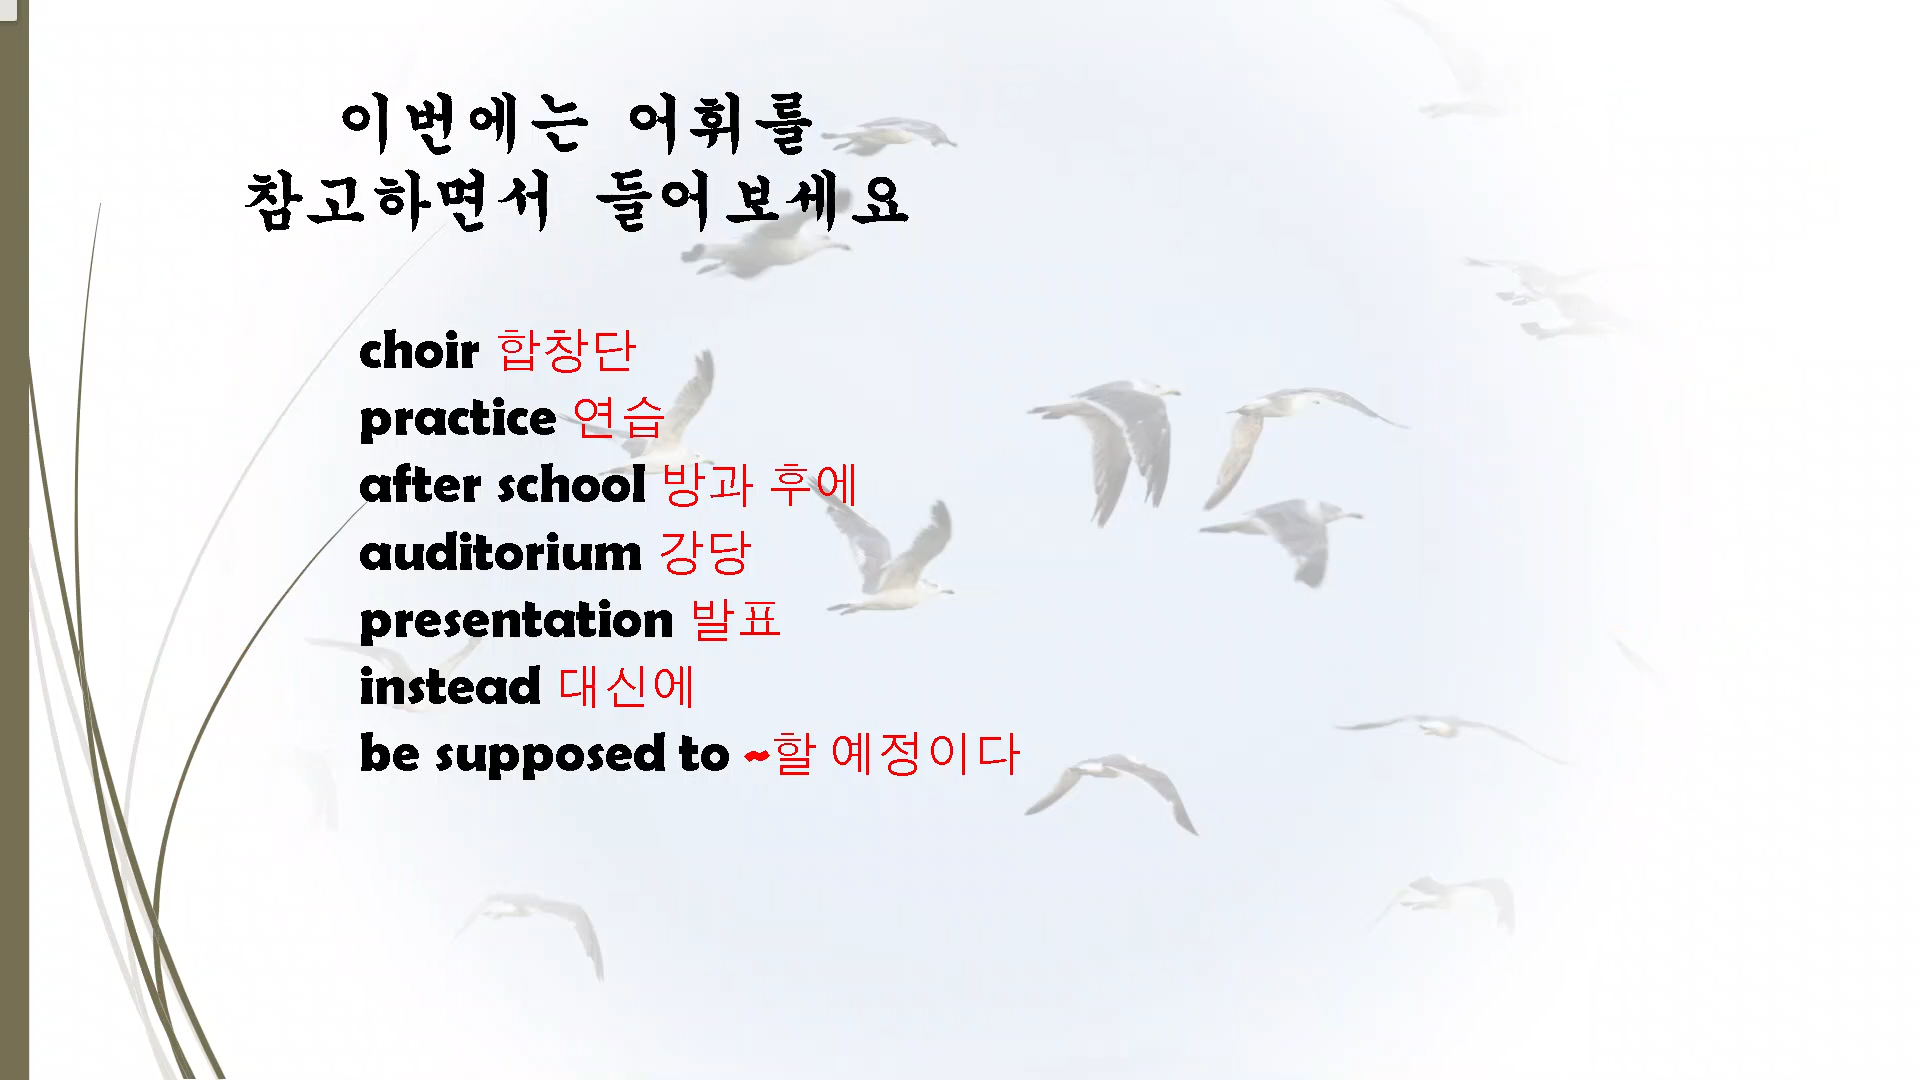 이번에는 어휘를
참고하면서 들어보세요
choir 합창단
practice 연습
after school 방과 후에
auditorium 강당
presentation 발표
instead 대신에
be supposed to ~할 예정이다